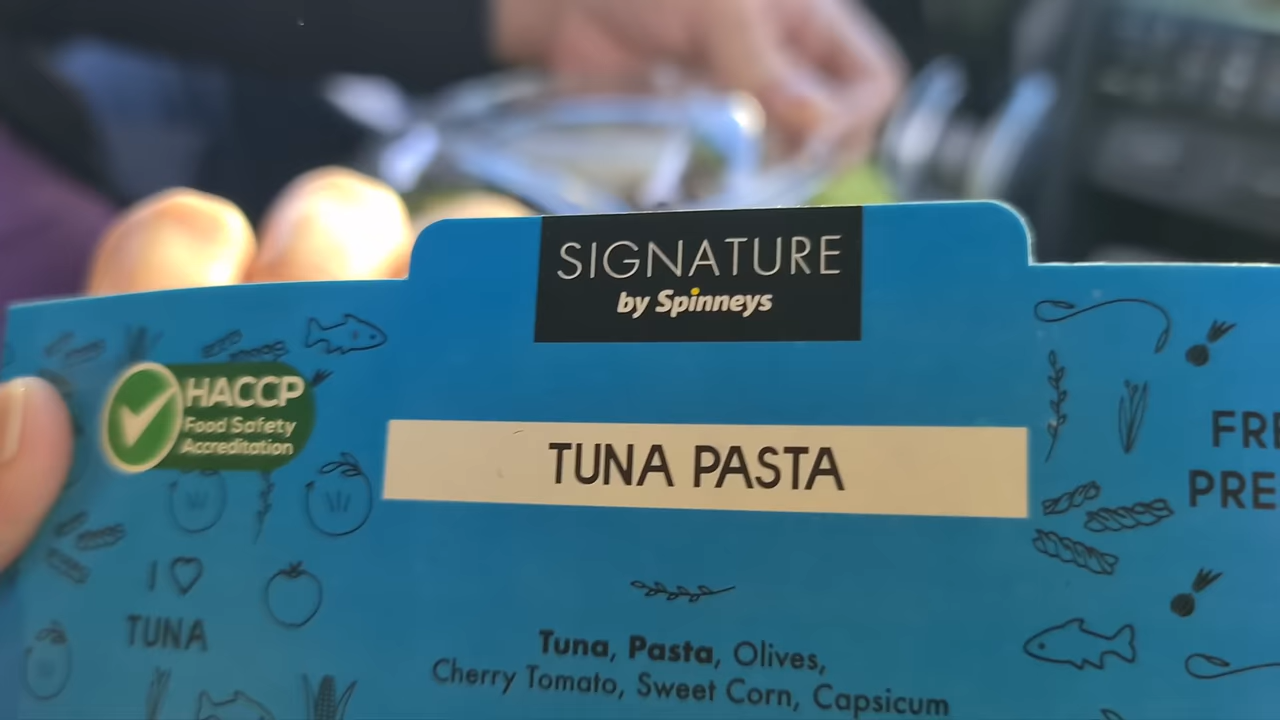 SIGNATURE
by Spinneys
HACCP
Food Safety
Accreditation
TUNA PASTA
I
TUNA
Tuna, Pasta, Olives,
Cherry Tomato, Sweet Corn, Capsicum